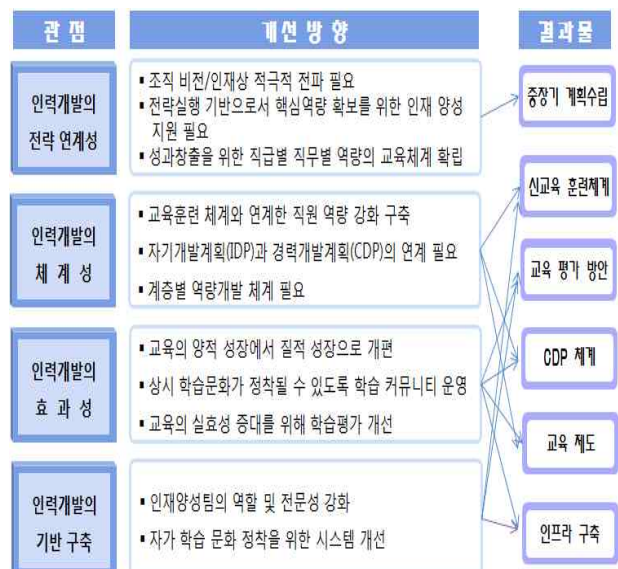 관 점
개선방향
결과물
인력개발의
전략 연계성
▪ 조직 비전/인재상 적극적 전파 필요
▪ 전략실행 기반으로서 핵심역량 확보를 위한 인재 양성
지원 필요
▪ 성과창출을 위한 직급별 직무별 역량의 교육체계 확립
중장기 계획수립
인력개발의
체 계 성
▪ 교육훈련 체계와 연계한 직원 역량 강화 구축
▪ 자기개발계획(IDP)과 경력개발계획(CDP)의 연계 필요
▪ 계층별 역량개발 체계 필요
신교육 훈련체계
교육 평가 방안
인력개발의
효 과 성
▪ 교육의 양적 성장에서 질적 성장으로 개편
▪ 상시 학습문화가 정착될 수 있도록 학습 커뮤니티 운영
▪ 교육의 실효성 증대를 위해 학습평가 개선
CDP 체계
교육 제도
인력개발의
기반 구축
▪ 인재양성팀의 역할 및 전문성 강화
▪ 자가 학습 문화 정착을 위한 시스템 개선
인프라 구축